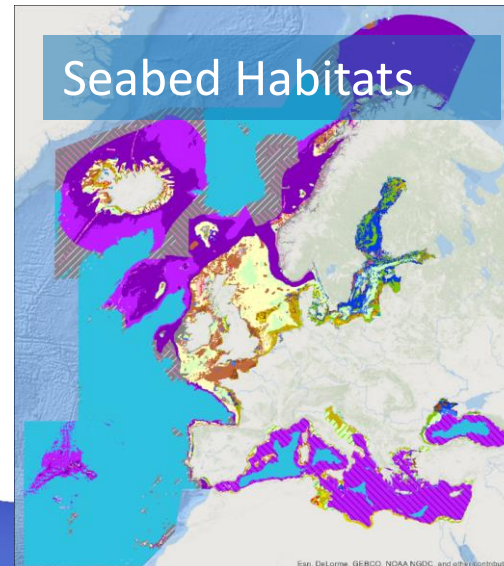 Seabed Habitats
Esri, DeLorme, GEBCO, NOAA NGDC, and other contribut